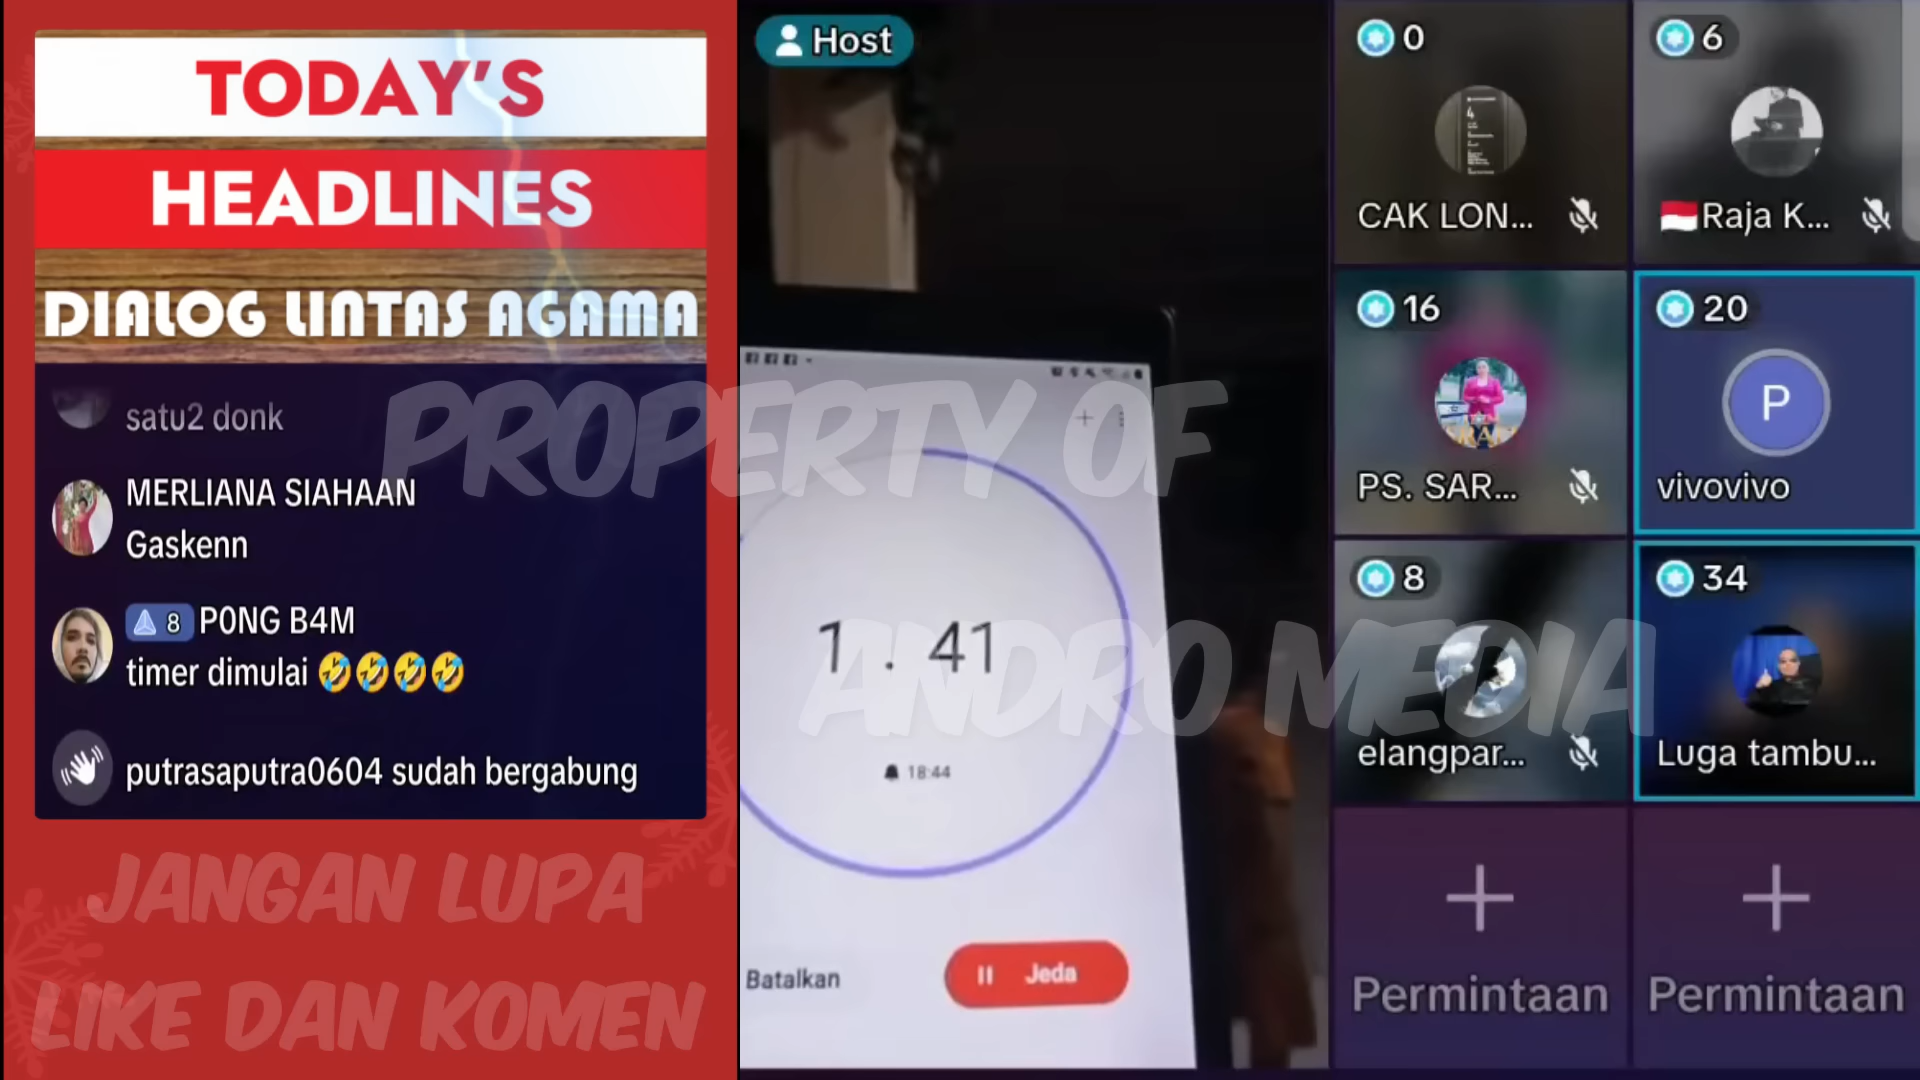 TODAY'S
HEADLINES
DIALOG LINTAS AGAMA
satu2 donk
MERLIANA SIAHAAN
Gaskenn
8 P0NG B4M
timer dimulai 🤣🤣🤣🤣
putrasaputra0604 sudah bergabung
JANGAN LUPA
LIKE DAN KOMEN
PROPERTY OF
ANDRO MEDIA
Host
1 . 41
18:44
Batalkan
Jeda
0
CAK LON...
6
🇮🇩Raja K...
16
PS. SAR...
20
P
vivovivo
8
elangpar...
34
Luga tambu...
Permintaan
Permintaan